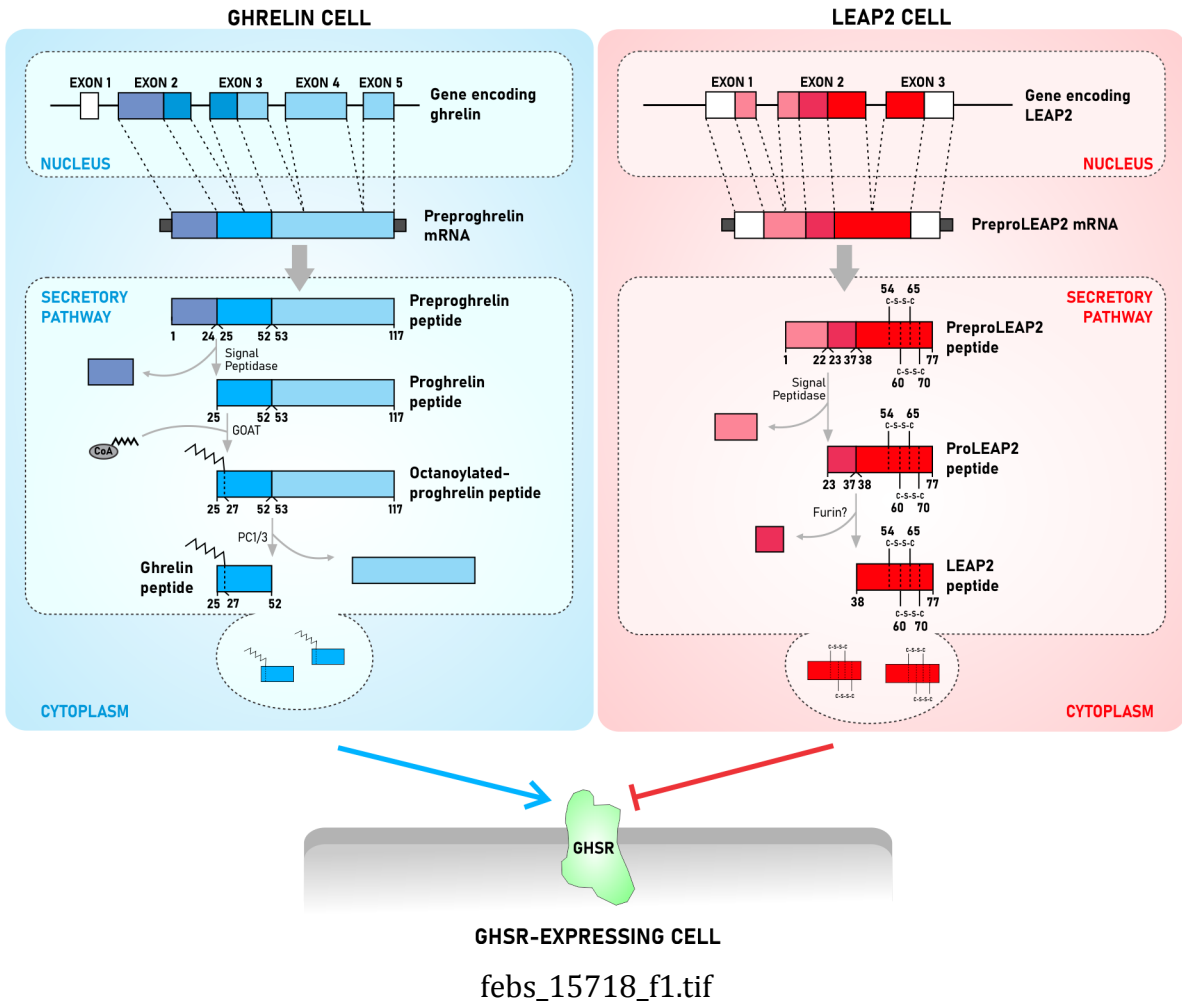 GHRELIN CELL
EXON 1 EXON 2 EXON 3 EXON 4 EXON 5
Gene encoding
ghrelin
NUCLEUS
Preproghrelin
mRNA
SECRETORY
PATHWAY
Preproghrelin
peptide
1 24 25 52 53 117
Signal
Peptidase
Proghrelin
peptide
25 52 53 117
GOAT
CoA
Octanoylated-
proghrelin peptide
25 27 52 53 117
PC1/3
Ghrelin
peptide
25 27 52
CYTOPLASM
LEAP2 CELL
EXON 1 EXON 2 EXON 3
Gene encoding
LEAP2
NUCLEUS
PreproLEAP2 mRNA
SECRETORY
PATHWAY
54 65
C-S-S-C
PreproLEAP2
peptide
1 22 23 37 38 77
C-S-S-C
60 70
Signal
Peptidase
54 65
C-S-S-C
ProLEAP2
peptide
23 37 38 77
C-S-S-C
60 70
Furin?
54 65
C-S-S-C
LEAP2
peptide
38 77
C-S-S-C
60 70
C-S-S-C C-S-S-C
C-S-S-C C-S-S-C
CYTOPLASM
GHSR
GHSR-EXPRESSING CELL
febs_15718_f1.tif